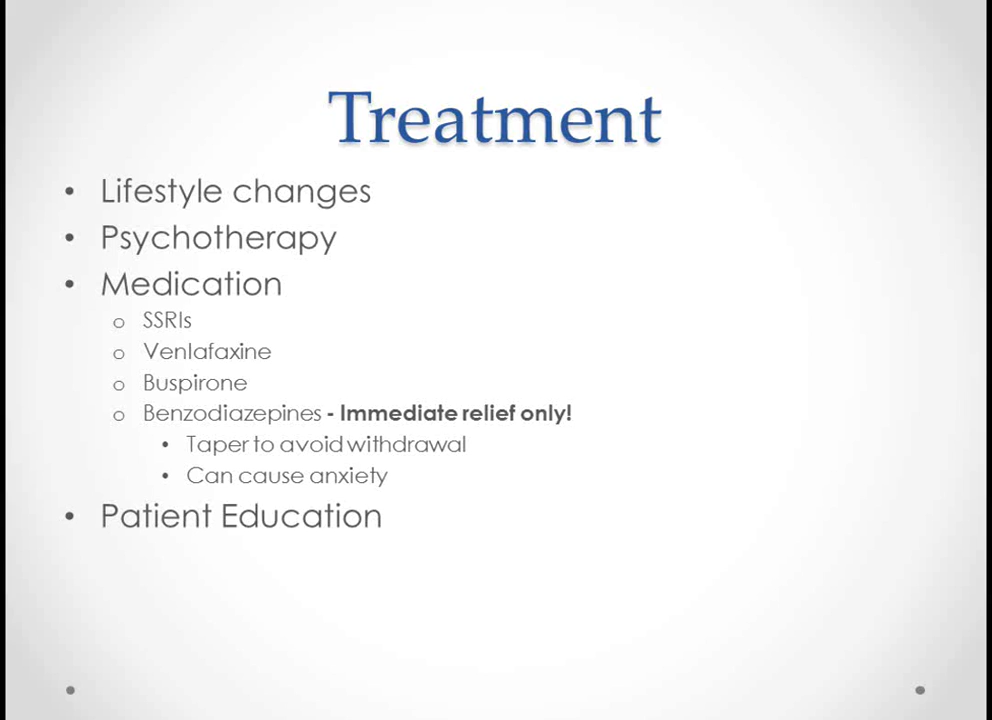 Treatment
• Lifestyle changes
• Psychotherapy
• Medication
o SSRIs
o Venlafaxine
o Buspirone
o Benzodiazepines - Immediate relief only!
• Taper to avoid withdrawal
• Can cause anxiety
• Patient Education